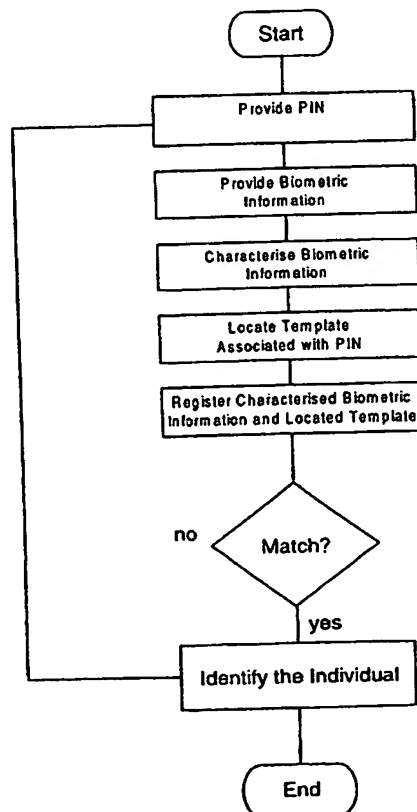 Start
Provide PIN
Provide Biometric
Information
Characterise Biometric
Information
Locate Template
Associated with PIN
Register Characterised Biometric
Information and Located Template
no
Match?
yes
Identify the Individual
End